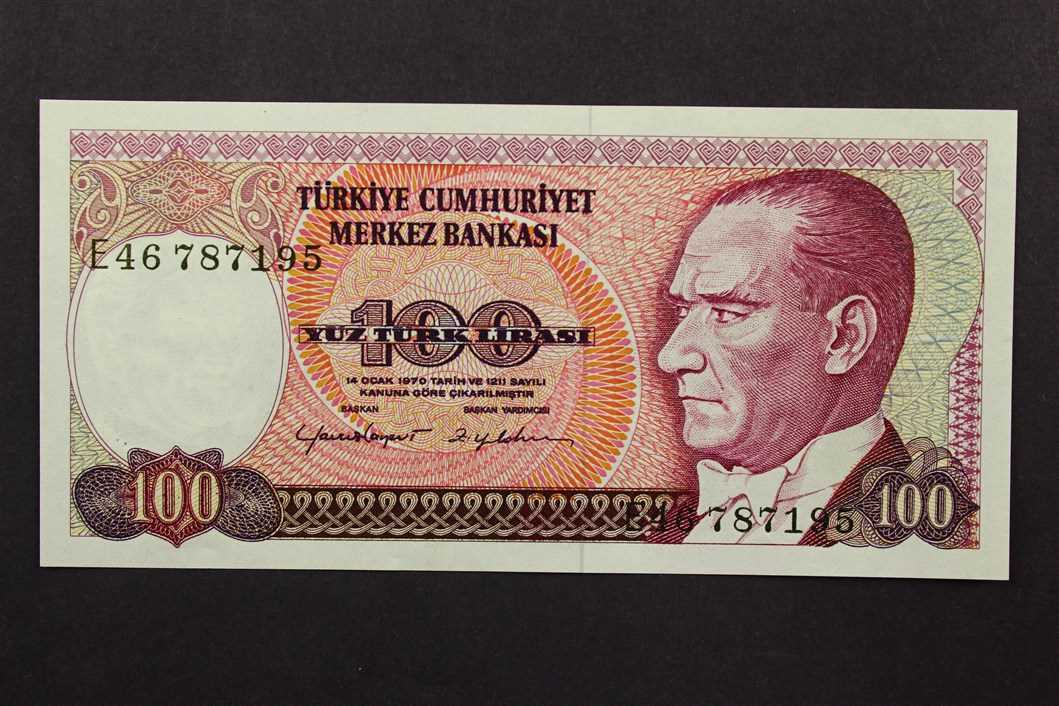 TÜRKİYE CUMHURİYET
MERKEZ BANKASI
E46 787195
100
YÜZ TÜRK LİRASI
14 OCAK 1970 TARİH VE 1211 SAYILI
KANUNA GÖRE ÇIKARILMIŞTIR
BAŞKAN BAŞKAN YARDIMCISI
100
E46 787195
100